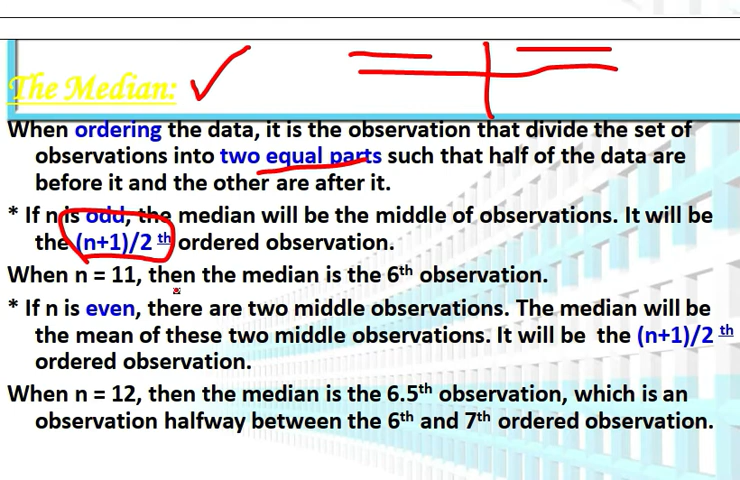 The Median:
When ordering the data, it is the observation that divide the set of
observations into two equal parts such that half of the data are
before it and the other are after it.
* If n is odd, the median will be the middle of observations. It will be
the (n+1)/2 th ordered observation.
When n = 11, then the median is the 6th observation.
* If n is even, there are two middle observations. The median will be
the mean of these two middle observations. It will be the (n+1)/2 th
ordered observation.
When n = 12, then the median is the 6.5th observation, which is an
observation halfway between the 6th and 7th ordered observation.